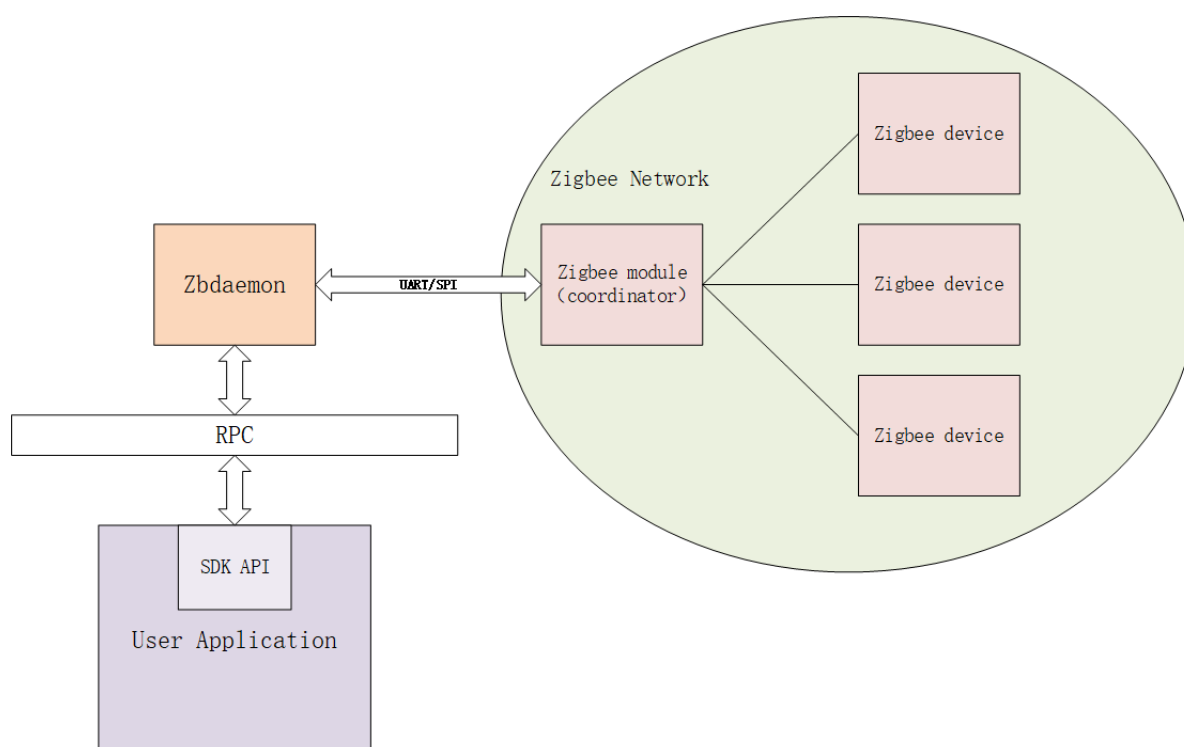 Zigbee device
Zigbee Network
Zbdaemon
UART/SPI
Zigbee module
（coordinator）
Zigbee device
RPC
Zigbee device
SDK API
User Application